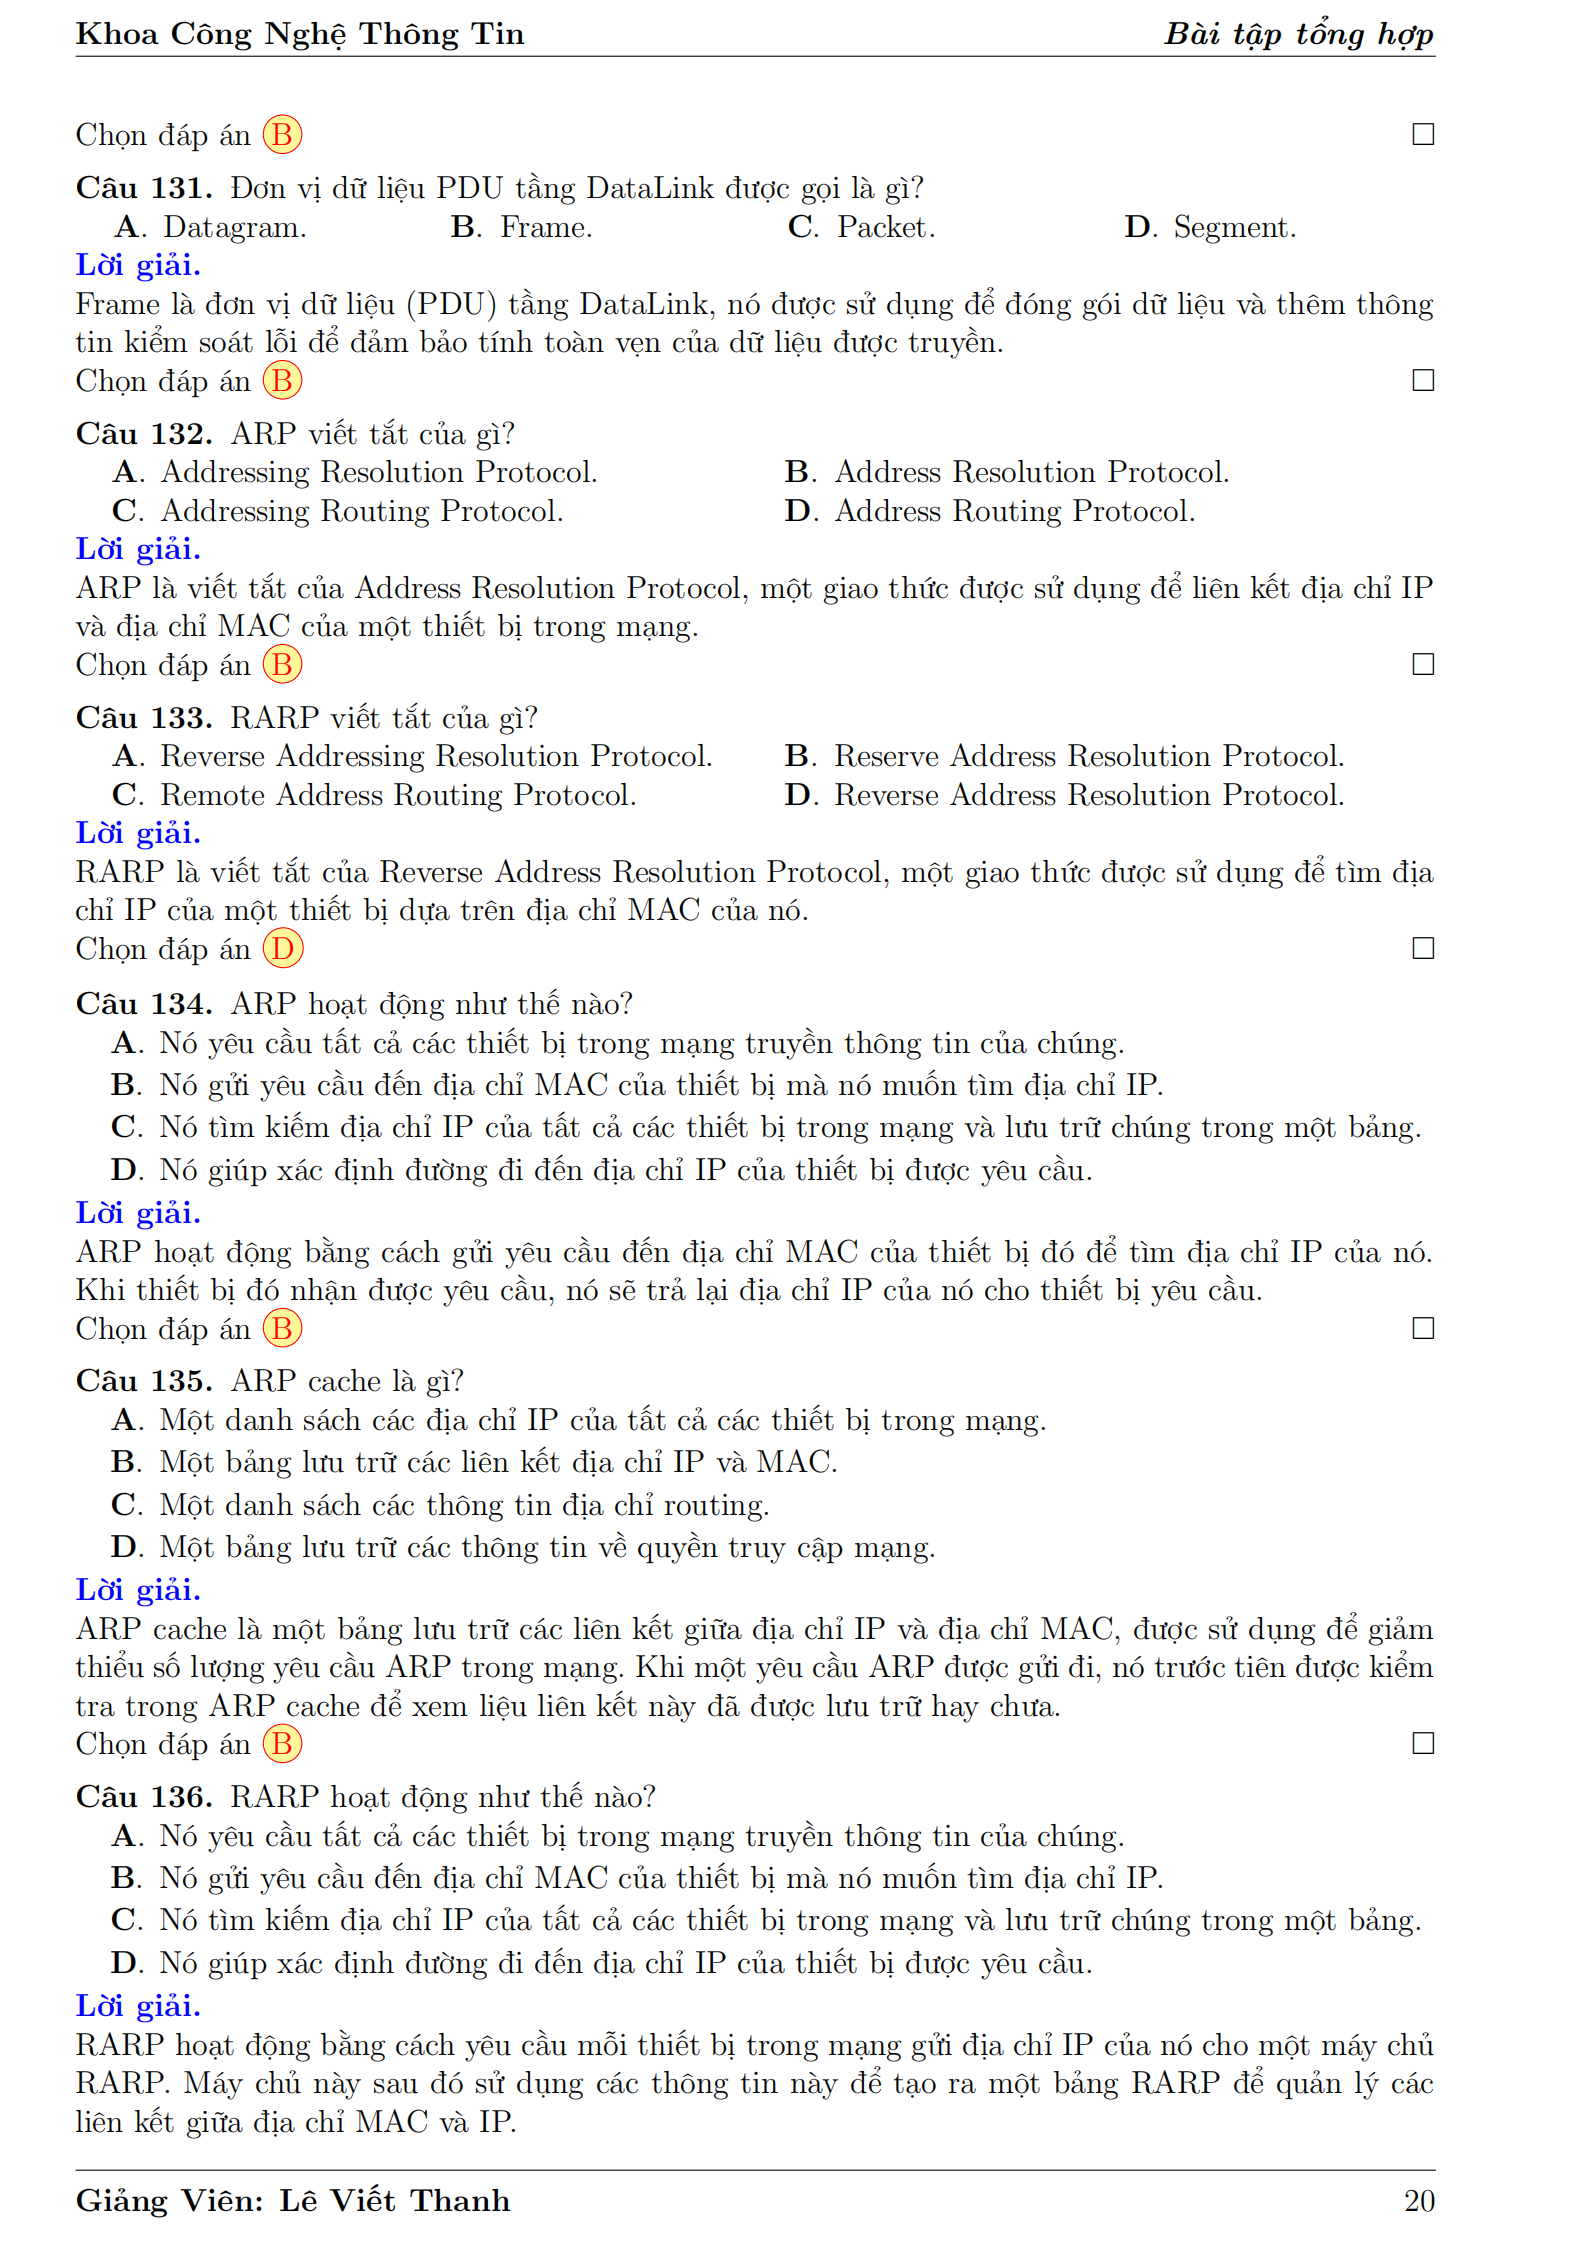 Khoa Công Nghệ Thông Tin Bài tập tổng hợp
Chọn đáp án B □
Câu 131. Đơn vị dữ liệu PDU tầng DataLink được gọi là gì?
A. Datagram. B. Frame. C. Packet. D. Segment.
Lời giải.
Frame là đơn vị dữ liệu (PDU) tầng DataLink, nó được sử dụng để đóng gói dữ liệu và thêm thông
tin kiểm soát lỗi để đảm bảo tính toàn vẹn của dữ liệu được truyền.
Chọn đáp án B □
Câu 132. ARP viết tắt của gì?
A. Addressing Resolution Protocol. B. Address Resolution Protocol.
C. Addressing Routing Protocol. D. Address Routing Protocol.
Lời giải.
ARP là viết tắt của Address Resolution Protocol, một giao thức được sử dụng để liên kết địa chỉ IP
và địa chỉ MAC của một thiết bị trong mạng.
Chọn đáp án B □
Câu 133. RARP viết tắt của gì?
A. Reverse Addressing Resolution Protocol. B. Reserve Address Resolution Protocol.
C. Remote Address Routing Protocol. D. Reverse Address Resolution Protocol.
Lời giải.
RARP là viết tắt của Reverse Address Resolution Protocol, một giao thức được sử dụng để tìm địa
chỉ IP của một thiết bị dựa trên địa chỉ MAC của nó.
Chọn đáp án D □
Câu 134. ARP hoạt động như thế nào?
A. Nó yêu cầu tất cả các thiết bị trong mạng truyền thông tin của chúng.
B. Nó gửi yêu cầu đến địa chỉ MAC của thiết bị mà nó muốn tìm địa chỉ IP.
C. Nó tìm kiếm địa chỉ IP của tất cả các thiết bị trong mạng và lưu trữ chúng trong một bảng.
D. Nó giúp xác định đường đi đến địa chỉ IP của thiết bị được yêu cầu.
Lời giải.
ARP hoạt động bằng cách gửi yêu cầu đến địa chỉ MAC của thiết bị đó để tìm địa chỉ IP của nó.
Khi thiết bị đó nhận được yêu cầu, nó sẽ trả lại địa chỉ IP của nó cho thiết bị yêu cầu.
Chọn đáp án B □
Câu 135. ARP cache là gì?
A. Một danh sách các địa chỉ IP của tất cả các thiết bị trong mạng.
B. Một bảng lưu trữ các liên kết địa chỉ IP và MAC.
C. Một danh sách các thông tin địa chỉ routing.
D. Một bảng lưu trữ các thông tin về quyền truy cập mạng.
Lời giải.
ARP cache là một bảng lưu trữ các liên kết giữa địa chỉ IP và địa chỉ MAC, được sử dụng để giảm
thiểu số lượng yêu cầu ARP trong mạng. Khi một yêu cầu ARP được gửi đi, nó trước tiên được kiểm
tra trong ARP cache để xem liệu liên kết này đã được lưu trữ hay chưa.
Chọn đáp án B □
Câu 136. RARP hoạt động như thế nào?
A. Nó yêu cầu tất cả các thiết bị trong mạng truyền thông tin của chúng.
B. Nó gửi yêu cầu đến địa chỉ MAC của thiết bị mà nó muốn tìm địa chỉ IP.
C. Nó tìm kiếm địa chỉ IP của tất cả các thiết bị trong mạng và lưu trữ chúng trong một bảng.
D. Nó giúp xác định đường đi đến địa chỉ IP của thiết bị được yêu cầu.
Lời giải.
RARP hoạt động bằng cách yêu cầu mỗi thiết bị trong mạng gửi địa chỉ IP của nó cho một máy chủ
RARP. Máy chủ này sau đó sử dụng các thông tin này để tạo ra một bảng RARP để quản lý các
liên kết giữa địa chỉ MAC và IP.
Giảng Viên: Lê Viết Thanh 20